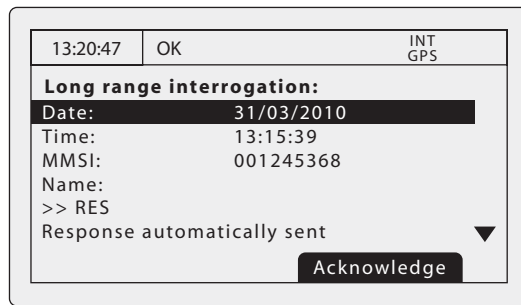 13:20:47 OK INT
GPS
Long range interrogation:
Date: 31/03/2010
Time: 13:15:39
MMSI: 001245368
Name:
>> RES
Response automatically sent
Acknowledge